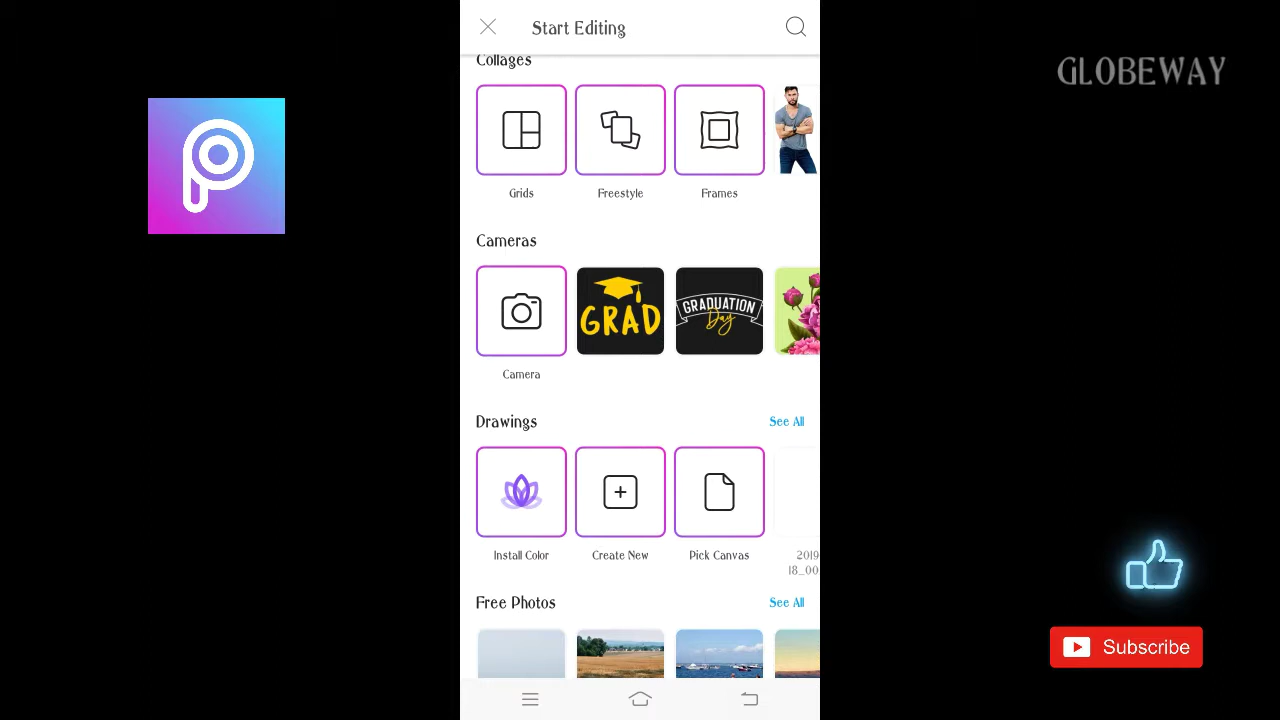 Start Editing
GLOBEWAY
Collages
Grids
Freestyle
Frames
Cameras
GRAD
GRADUATION
Day
Camera
Drawings
See All
Install Color
Create New
Pick Canvas
2019
18_00
Free Photos
See All
Subscribe